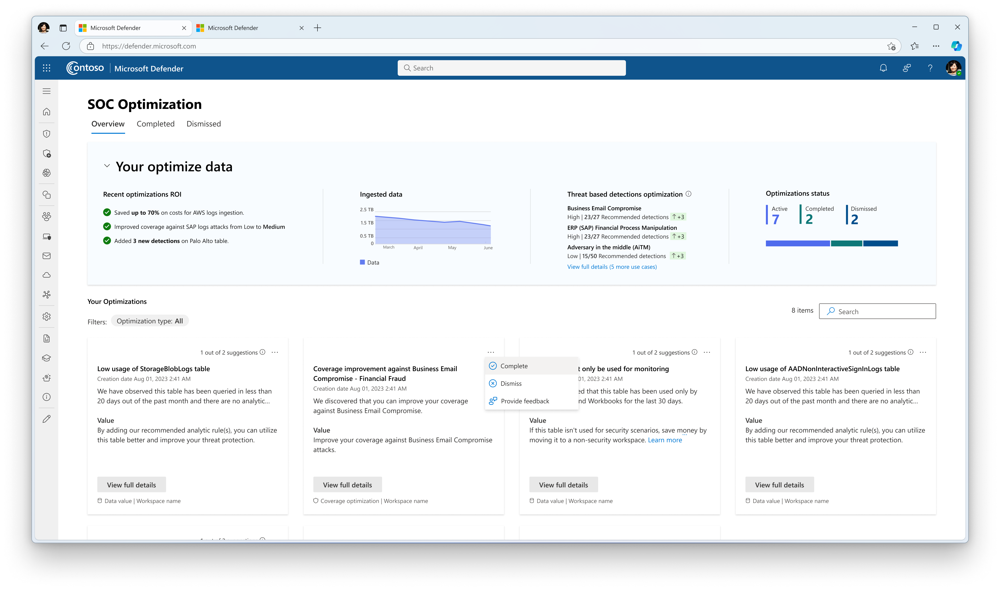 Microsoft Defender
Microsoft Defender
https://defender.microsoft.com
Contoso
Microsoft Defender
Search
SOC Optimization
Overview
Completed
Dismissed
Your optimize data
Recent optimizations ROI
Saved up to 70% on costs for AWS logs ingestion.
Improved coverage against SAP logs attacks from Low to Medium
Added 3 new detections on Palo Alto table.
Ingested data
2.5 TB
1.5 TB
0.5 TB
0
March
April
May
June
Data
Threat based detections optimization
Business Email Compromise
High | 23/27 Recommended detections ↑+3
ERP (SAP) Financial Process Manipulation
High | 23/27 Recommended detections ↑+3
Adversary in the middle (AiTM)
Low | 15/50 Recommended detections ↑+3
View full details (5 more use cases)
Optimizations status
Active
7
Completed
2
Dismissed
2
Your Optimizations
Filters:
Optimization type: All
8 items
Search
1 out of 2 suggestions
Low usage of StorageBlobLogs table
Creation date Aug 01, 2023 2:41 AM
We have observed this table has been queried in less than
20 days out of the past month and there are no analytic...
Value
By adding our recommended analytic rule(s), you can utilize
this table better and improve your threat protection.
View full details
Data value | Workspace name
Coverage improvement against Business Email
Compromise - Financial Fraud
Creation date Aug 01, 2023 2:41 AM
We discovered that you can improve your coverage
against Business Email Compromise.
Value
Improve your coverage against Business Email Compromise
attacks.
View full details
Coverage optimization | Workspace name
Complete
Dismiss
Provide feedback
1 out of 2 suggestions
t only be used for monitoring
01, 2023 2:41 AM
ed that this table has been used only by
nd Workbooks for the last 30 days.
Value
If this table isn't used for security scenarios, save money by
moving it to a non-security workspace. Learn more
View full details
Data value | Workspace name
1 out of 2 suggestions
Low usage of AADNonInteractiveSignInLogs table
Creation date Aug 01, 2023 2:41 AM
We have observed this table has been queried in less than
20 days out of the past month and there are no analytic...
Value
By adding our recommended analytic rule(s), you can utilize
this table better and improve your threat protection.
View full details
Data value | Workspace name